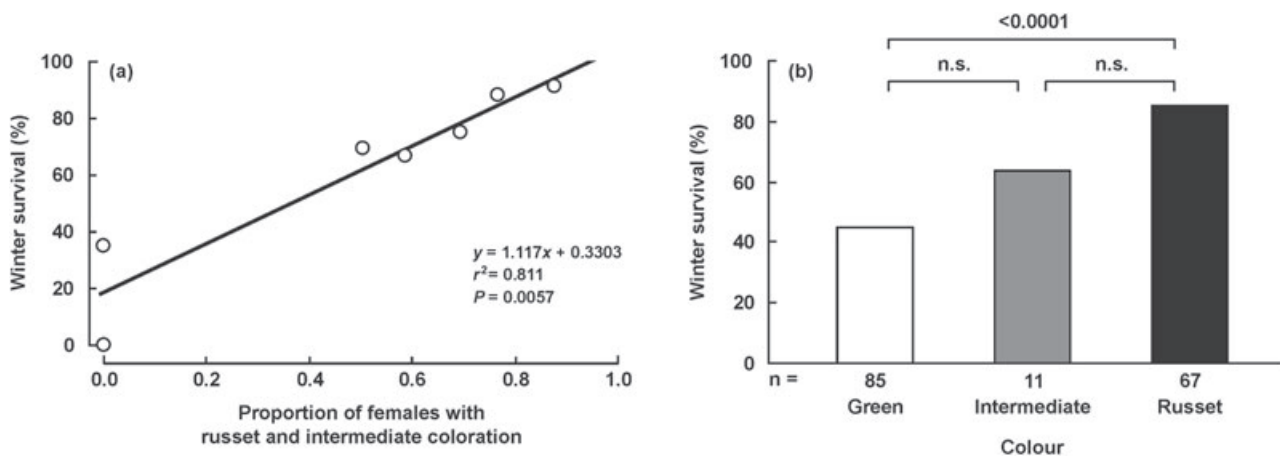 (a)
Winter survival (%)
100
80
60
40
20
0
y = 1.117x + 0.3303
r² = 0.811
P = 0.0057
0.0 0.2 0.4 0.6 0.8 1.0
Proportion of females with
russet and intermediate coloration
(b)
<0.0001
n.s. n.s.
Winter survival (%)
100
80
60
40
20
0
n = 85 11 67
Green Intermediate Russet
Colour